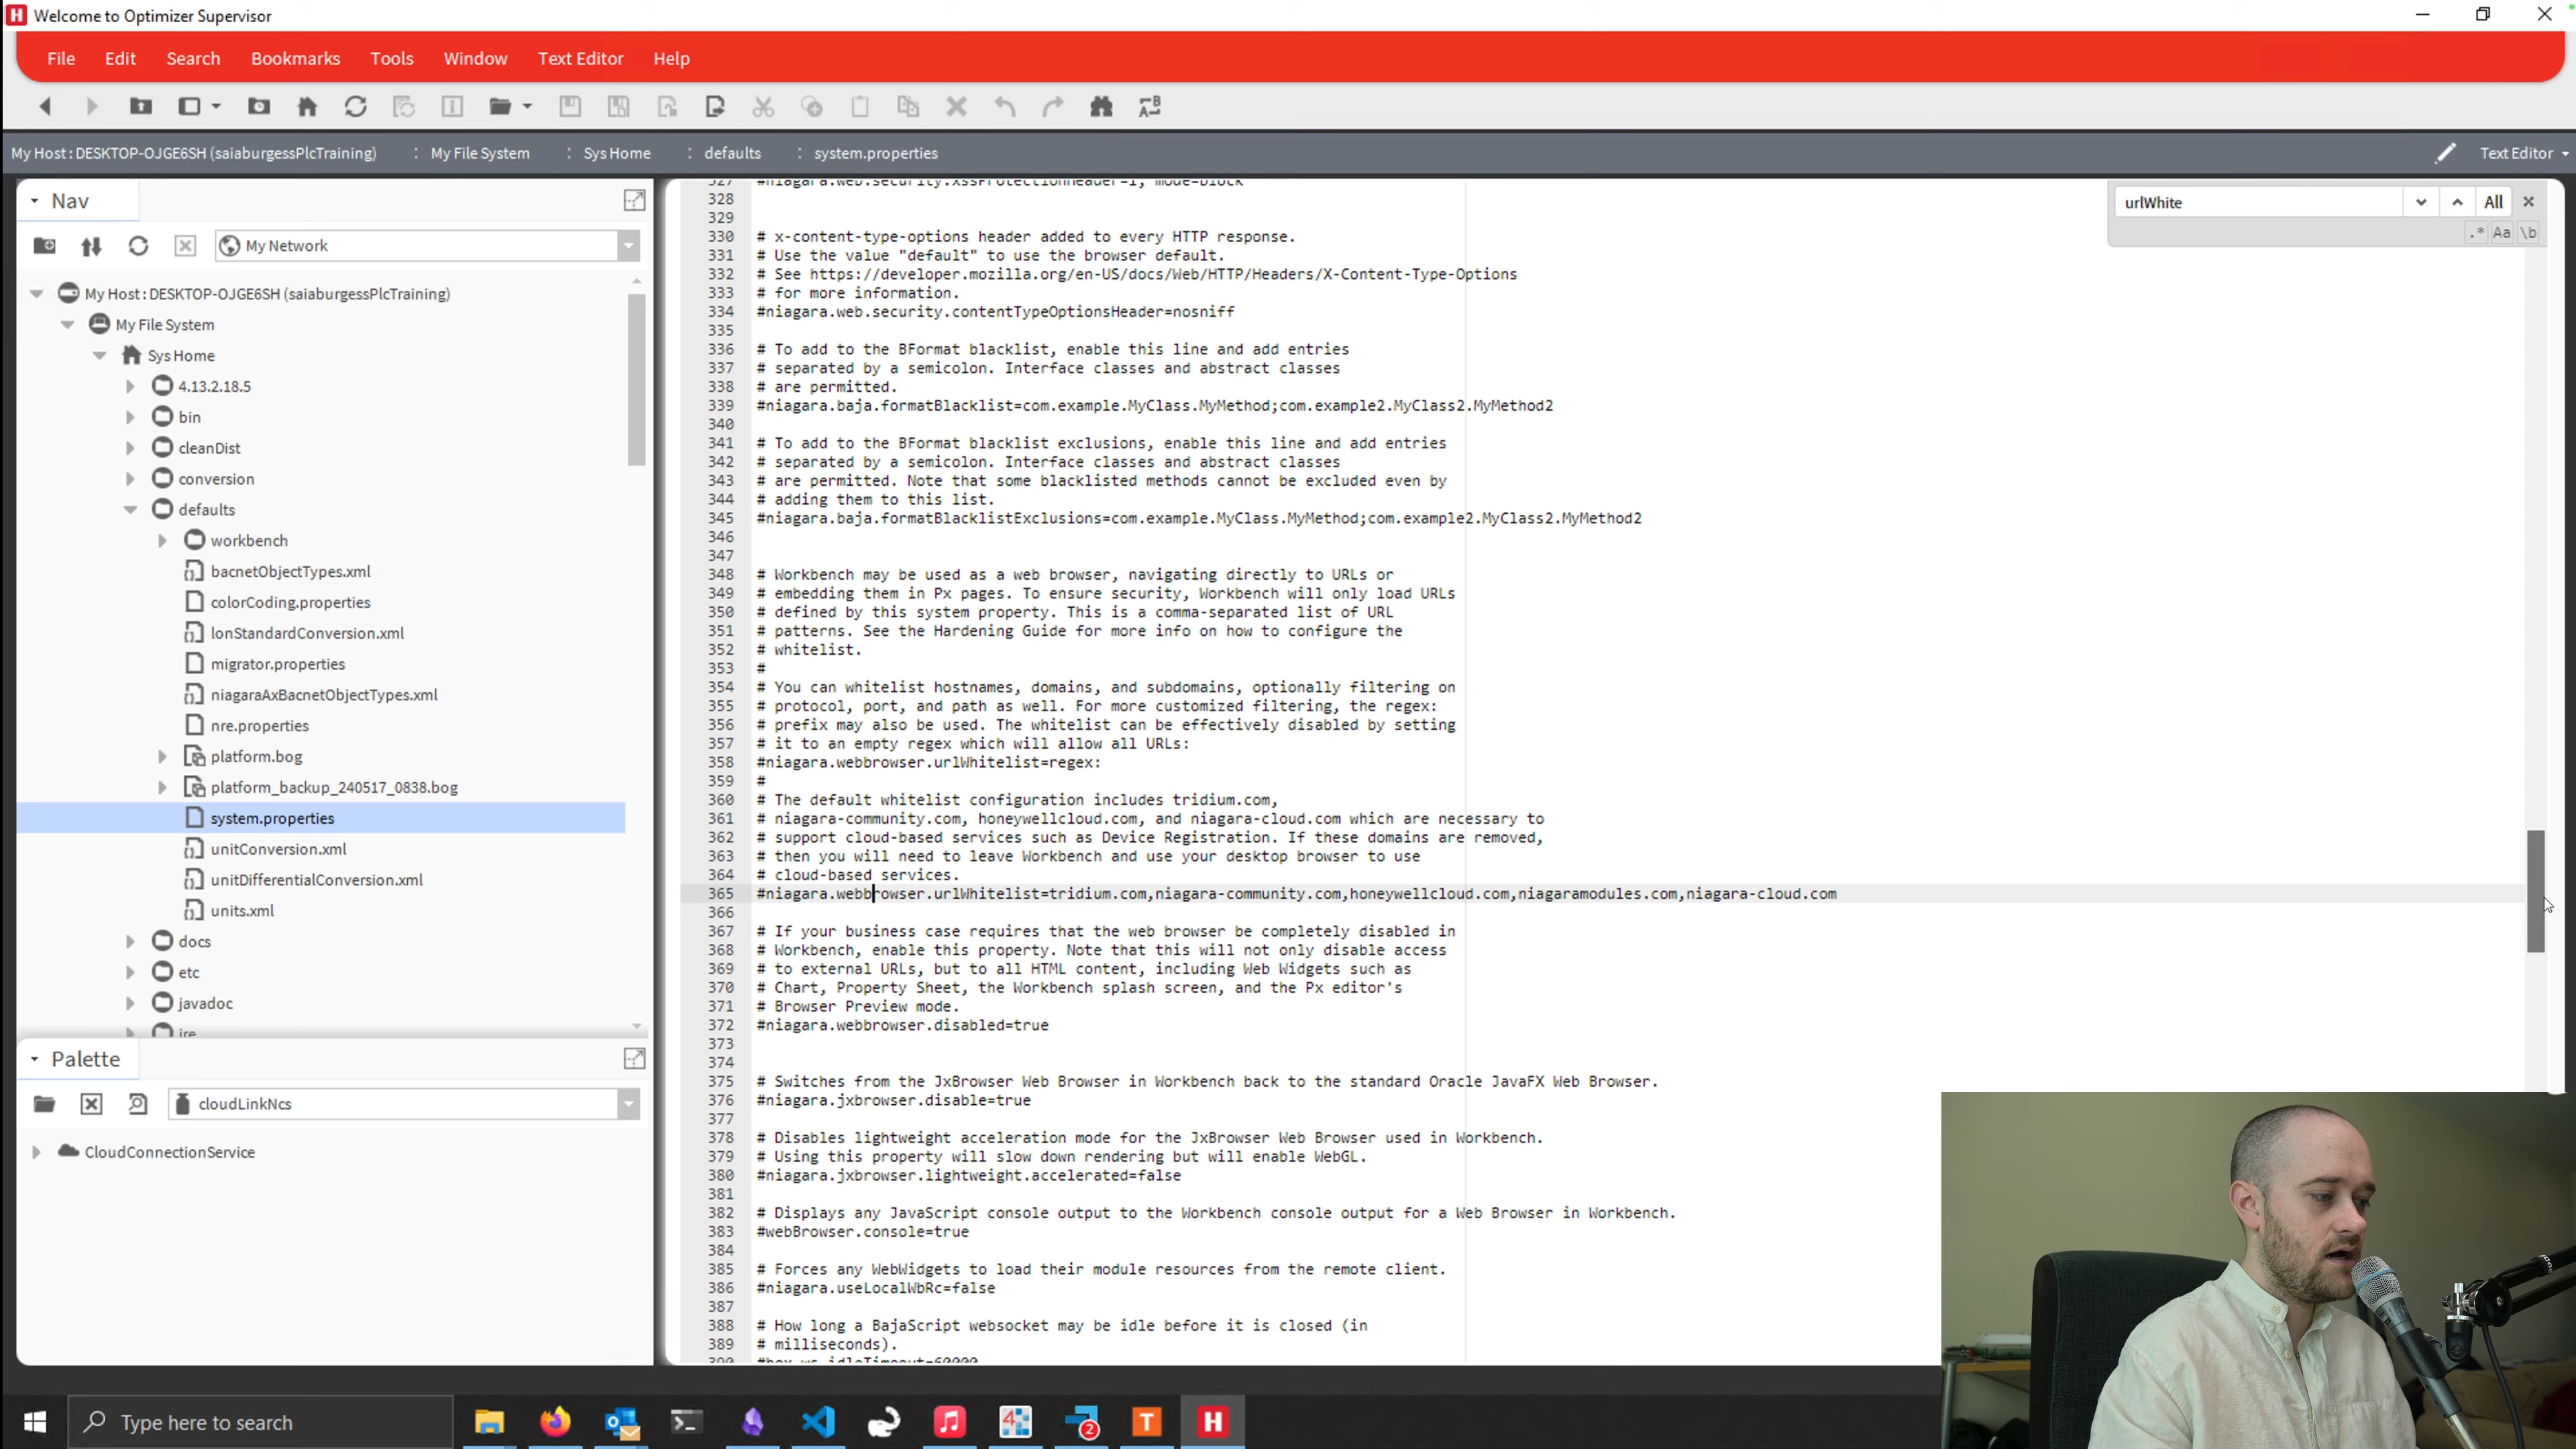 Welcome to Optimizer Supervisor
File Edit Search Bookmarks Tools Window Text Editor Help
My Host : DESKTOP-OJGE6SH (saiaburgessPlcTraining) : My File System : Sys Home : defaults : system.properties
Text Editor
Nav
My Network
My Host : DESKTOP-OJGE6SH (saiaburgessPlcTraining)
My File System
Sys Home
4.13.2.18.5
bin
cleanDist
conversion
defaults
workbench
bacnetObjectTypes.xml
colorCoding.properties
lonStandardConversion.xml
migrator.properties
niagaraAxBacnetObjectTypes.xml
nre.properties
platform.bog
platform_backup_240517_0838.bog
system.properties
unitConversion.xml
unitDifferentialConversion.xml
units.xml
docs
etc
javadoc
jre
Palette
cloudLinkNcs
CloudConnectionService
urlWhite
All
.* Aa \b
327 #niagara.web.security.xssProtectionHeader=1; mode=block
328
329
330 # x-content-type-options header added to every HTTP response.
331 # Use the value "default" to use the browser default.
332 # See https://developer.mozilla.org/en-US/docs/Web/HTTP/Headers/X-Content-Type-Options
333 # for more information.
334 #niagara.web.security.contentTypeOptionsHeader=nosniff
335
336 # To add to the BFormat blacklist, enable this line and add entries
337 # separated by a semicolon. Interface classes and abstract classes
338 # are permitted.
339 #niagara.baja.formatBlacklist=com.example.MyClass.MyMethod;com.example2.MyClass2.MyMethod2
340
341 # To add to the BFormat blacklist exclusions, enable this line and add entries
342 # separated by a semicolon. Interface classes and abstract classes
343 # are permitted. Note that some blacklisted methods cannot be excluded even by
344 # adding them to this list.
345 #niagara.baja.formatBlacklistExclusions=com.example.MyClass.MyMethod;com.example2.MyClass2.MyMethod2
346
347
348 # Workbench may be used as a web browser, navigating directly to URLs or
349 # embedding them in Px pages. To ensure security, Workbench will only load URLs
350 # defined by this system property. This is a comma-separated list of URL
351 # patterns. See the Hardening Guide for more info on how to configure the
352 # whitelist.
353 #
354 # You can whitelist hostnames, domains, and subdomains, optionally filtering on
355 # protocol, port, and path as well. For more customized filtering, the regex:
356 # prefix may also be used. The whitelist can be effectively disabled by setting
357 # it to an empty regex which will allow all URLs:
358 #niagara.webbrowser.urlWhitelist=regex:
359 #
360 # The default whitelist configuration includes tridium.com,
361 # niagara-community.com, honeywellcloud.com, and niagara-cloud.com which are necessary to
362 # support cloud-based services such as Device Registration. If these domains are removed,
363 # then you will need to leave Workbench and use your desktop browser to use
364 # cloud-based services.
365 #niagara.webbrowser.urlWhitelist=tridium.com,niagara-community.com,honeywellcloud.com,niagaramodules.com,niagara-cloud.com
366
367 # If your business case requires that the web browser be completely disabled in
368 # Workbench, enable this property. Note that this will not only disable access
369 # to external URLs, but to all HTML content, including Web Widgets such as
370 # Chart, Property Sheet, the Workbench splash screen, and the Px editor's
371 # Browser Preview mode.
372 #niagara.webbrowser.disabled=true
373
374
375 # Switches from the JxBrowser Web Browser in Workbench back to the standard Oracle JavaFX Web Browser.
376 #niagara.jxbrowser.disable=true
377
378 # Disables lightweight acceleration mode for the JxBrowser Web Browser used in Workbench.
379 # Using this property will slow down rendering but will enable WebGL.
380 #niagara.jxbrowser.lightweight.accelerated=false
381
382 # Displays any JavaScript console output to the Workbench console output for a Web Browser in Workbench.
383 #webBrowser.console=true
384
385 # Forces any WebWidgets to load their module resources from the remote client.
386 #niagara.useLocalWbRc=false
387
388 # How long a BajaScript websocket may be idle before it is closed (in
389 # milliseconds).
390 #box.ws.idleTimeout=60000
Type here to search
4
2
T
H